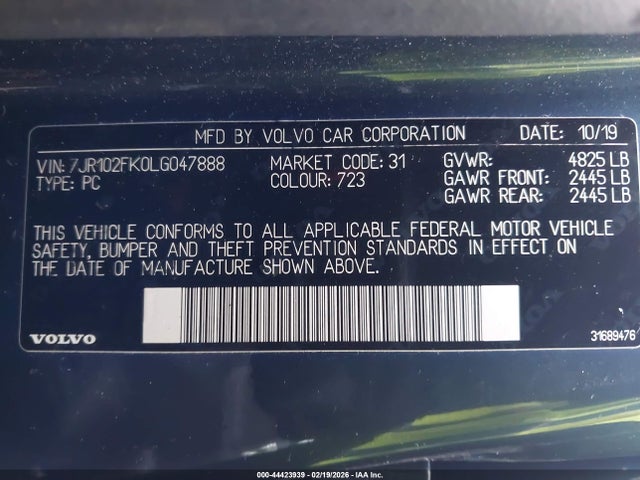 MFD BY VOLVO CAR CORPORATION DATE: 10/19
VIN: 7JR102FK0LG047888 MARKET CODE: 31 GVWR: 4825 LB
TYPE: PC COLOUR: 723 GAWR FRONT: 2445 LB
GAWR REAR: 2445 LB
THIS VEHICLE CONFORMS TO ALL APPLICABLE FEDERAL MOTOR VEHICLE
SAFETY, BUMPER AND THEFT PREVENTION STANDARDS IN EFFECT ON
THE DATE OF MANUFACTURE SHOWN ABOVE.
VOLVO 31689476
000-44423939 - 02/19/2026 - IAA Inc.